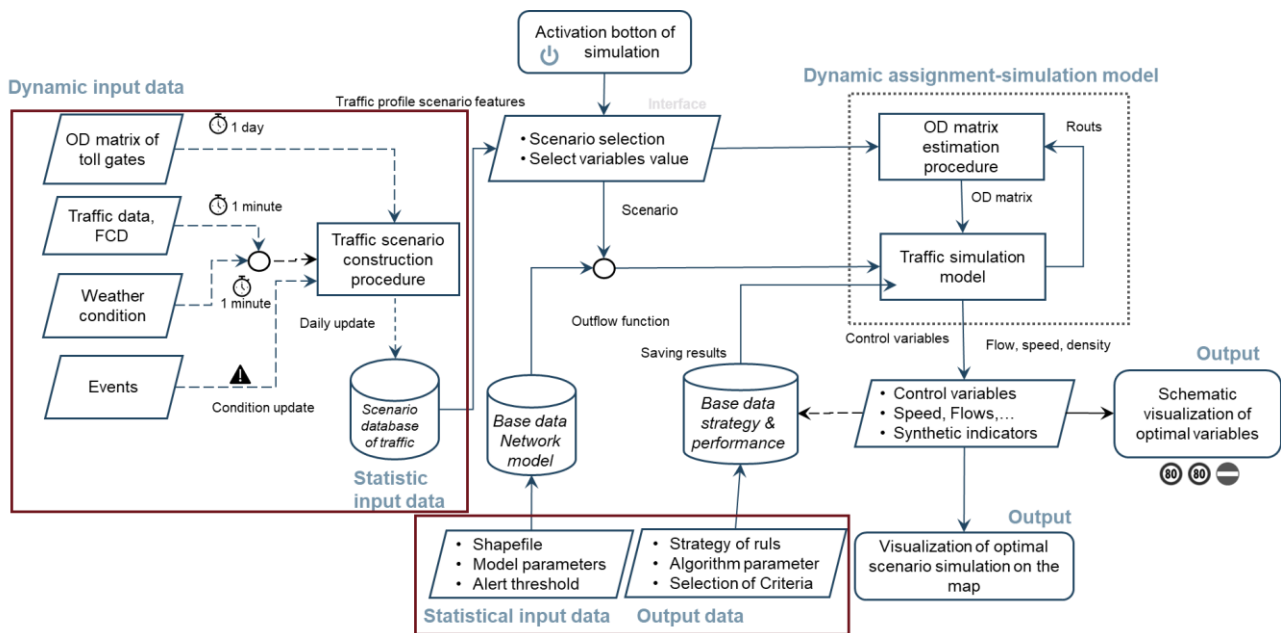 Activation botton of
simulation
Dynamic input data
Dynamic assignment-simulation model
Traffic profile scenario features
Interface
OD matrix of
toll gates
1 day
• Scenario selection
• Select variables value
OD matrix
estimation
procedure
Routs
Traffic data,
FCD
1 minute
Scenario
OD matrix
Traffic scenario
construction
procedure
Traffic simulation
model
Weather
condition
1 minute
Daily update
Outflow function
Control variables
Flow, speed, density
Saving results
Output
Events
Condition update
Scenario
database
of traffic
Base data
Network
model
Base data
strategy &
performance
• Control variables
• Speed, Flows,...
• Synthetic indicators
Schematic
visualization of
optimal variables
80 80
Statistic
input data
Output
• Shapefile
• Model parameters
• Alert threshold
• Strategy of ruls
• Algorithm parameter
• Selection of Criteria
Visualization of optimal
scenario simulation on the
map
Statistical input data
Output data